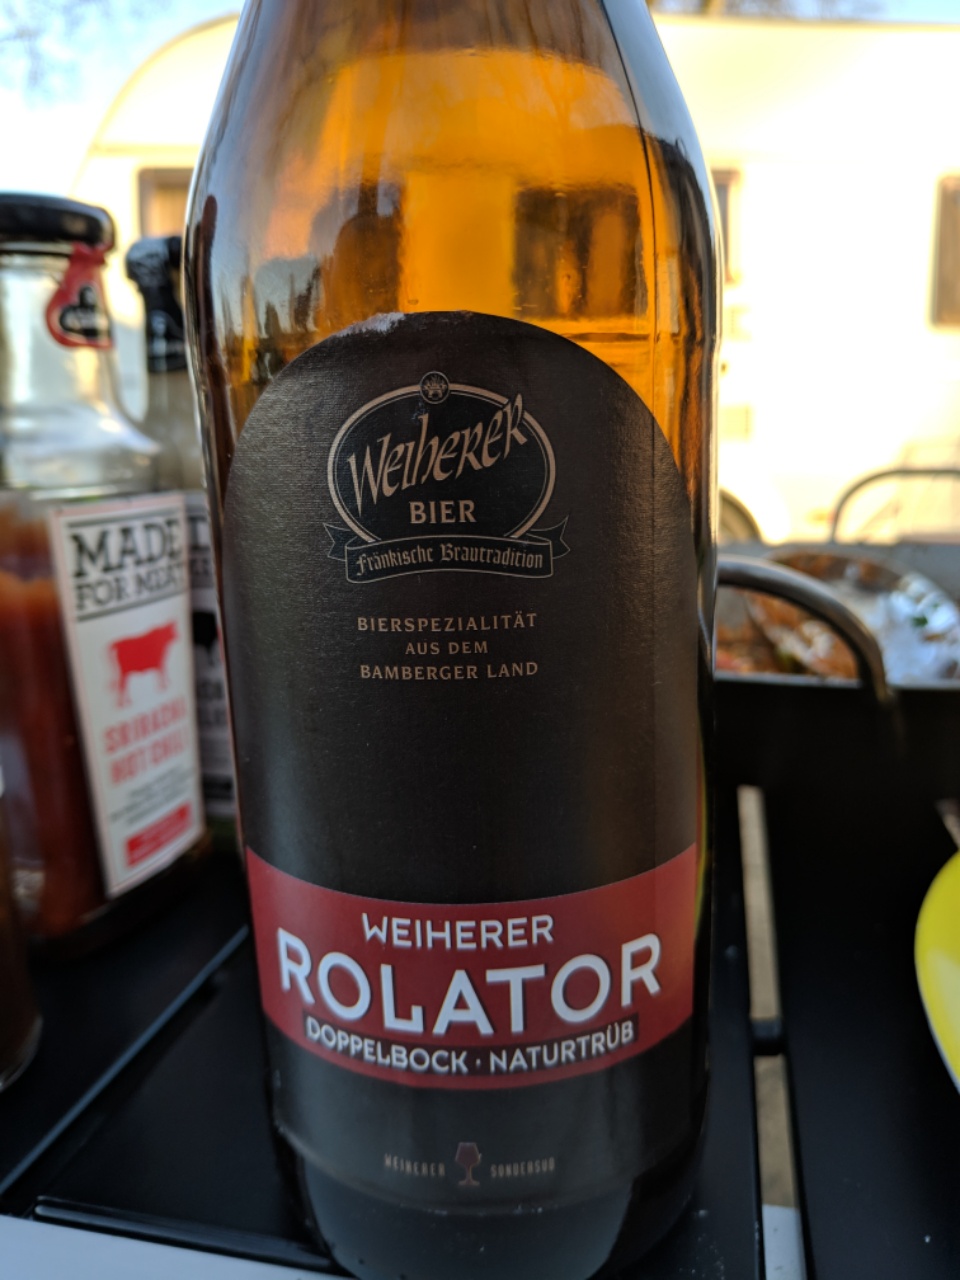 Weiherer
BIER
Fränkische Brautradition
BIERSPEZIALITÄT
AUS DEM
BAMBERGER LAND
WEIHERER
ROLATOR
DOPPELBOCK · NATURTRÜB
WEIHERER SONDERSUD
MADE
FOR MEAT
SRIRACHA
HOT CHILI